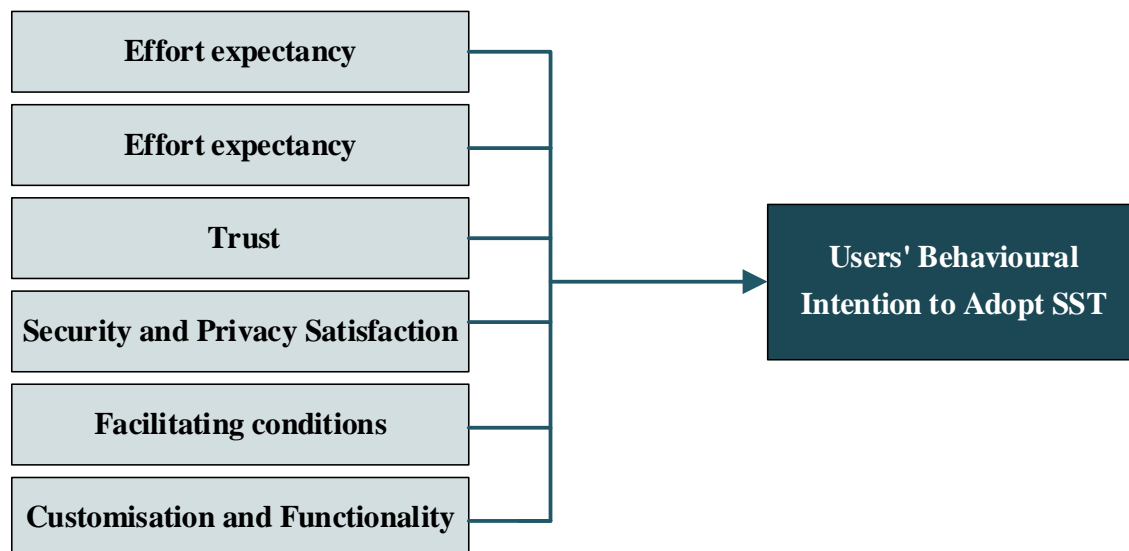 Effort expectancy
Effort expectancy
Trust
Security and Privacy Satisfaction
Facilitating conditions
Customisation and Functionality
Users' Behavioural
Intention to Adopt SST